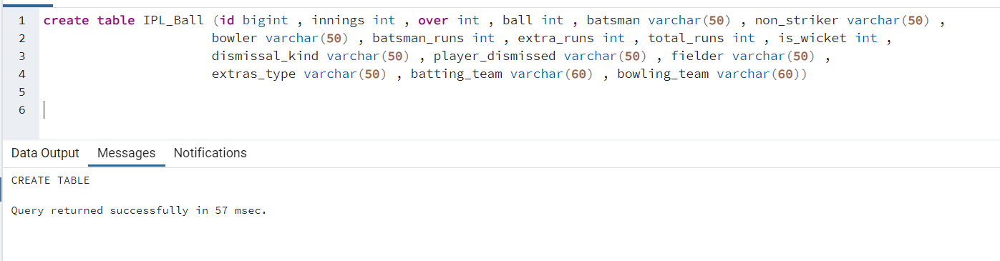 1 create table IPL_Ball (id bigint , innings int , over int , ball int , batsman varchar(50) , non_striker varchar(50) ,
2 bowler varchar(50) , batsman_runs int , extra_runs int , total_runs int , is_wicket int ,
3 dismissal_kind varchar(50) , player_dismissed varchar(50) , fielder varchar(50) ,
4 extras_type varchar(50) , batting_team varchar(60) , bowling_team varchar(60))
5
6
Data Output Messages Notifications
CREATE TABLE
Query returned successfully in 57 msec.